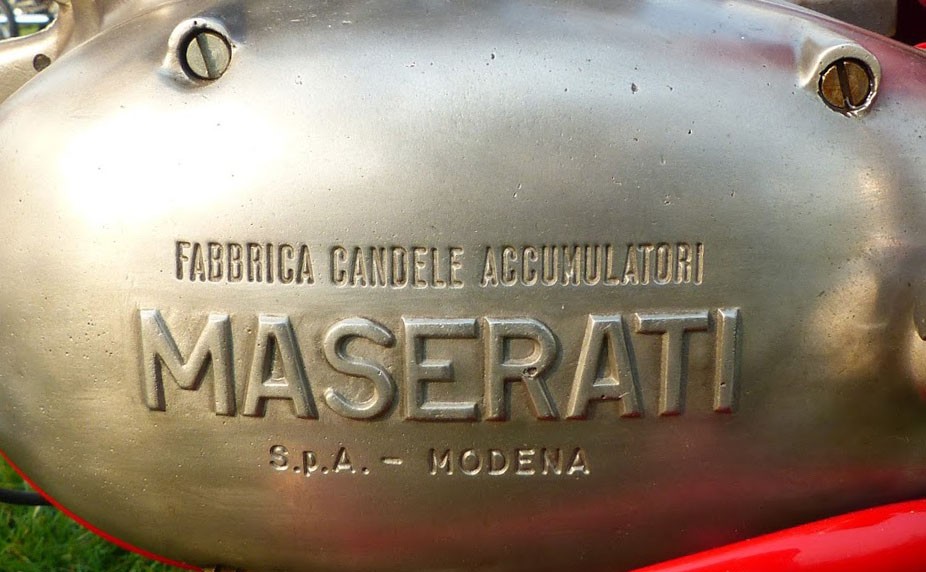 FABBRICA CANDELE ACCUMULATORI
MASERATI
S.p.A. - MODENA